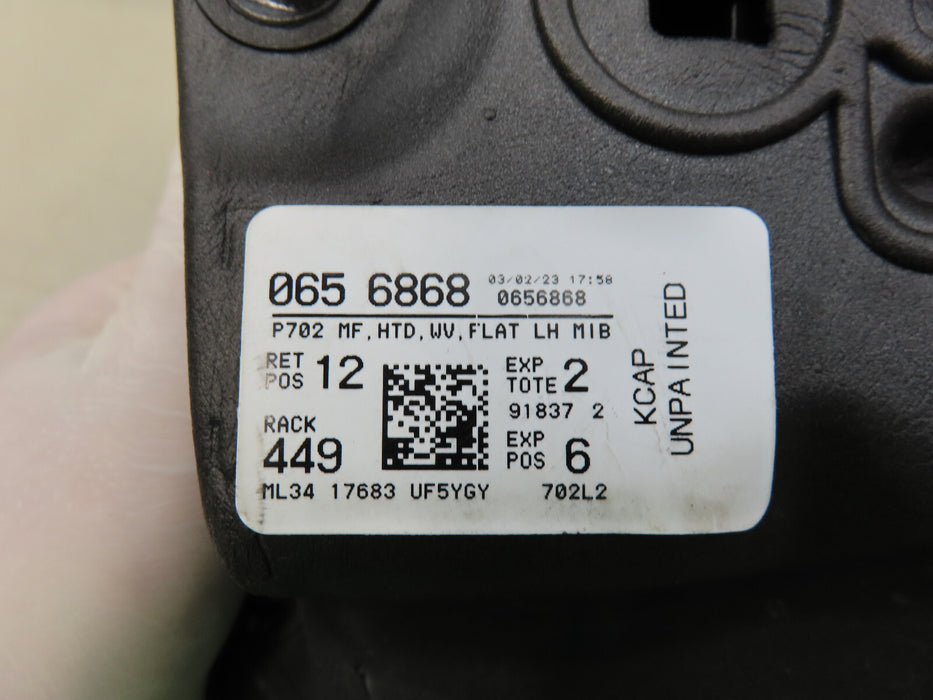 065 6868 03/02/23 17:58
0656868
P702 MF,HTD,WV,FLAT LH MIB
RET POS 12
EXP TOTE 2
91837 2
RACK 449
EXP POS 6
ML34 17683 UF5YGY 702L2
KCAP
UNPAINTED